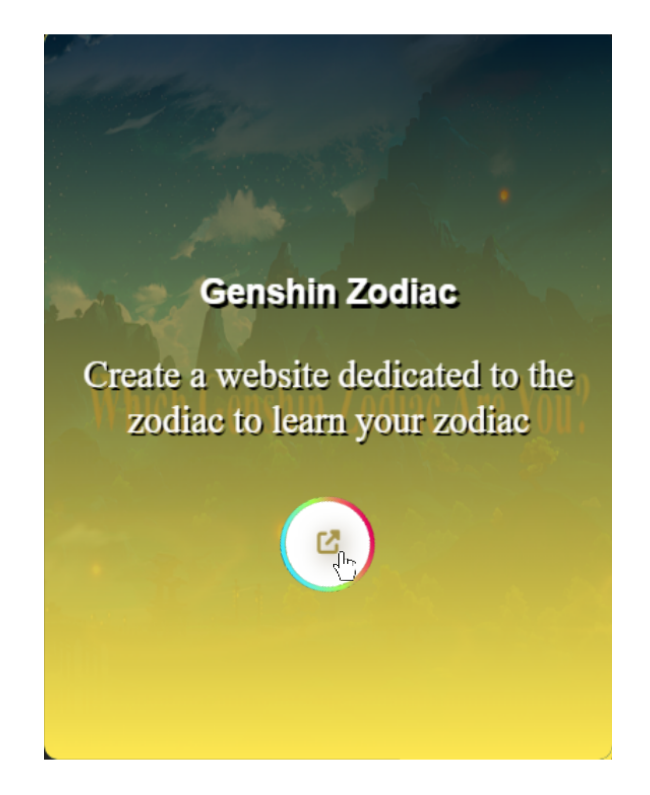 Genshin Zodiac
Create a website dedicated to the
Which Genshin Zodiac Are You?
zodiac to learn your zodiac